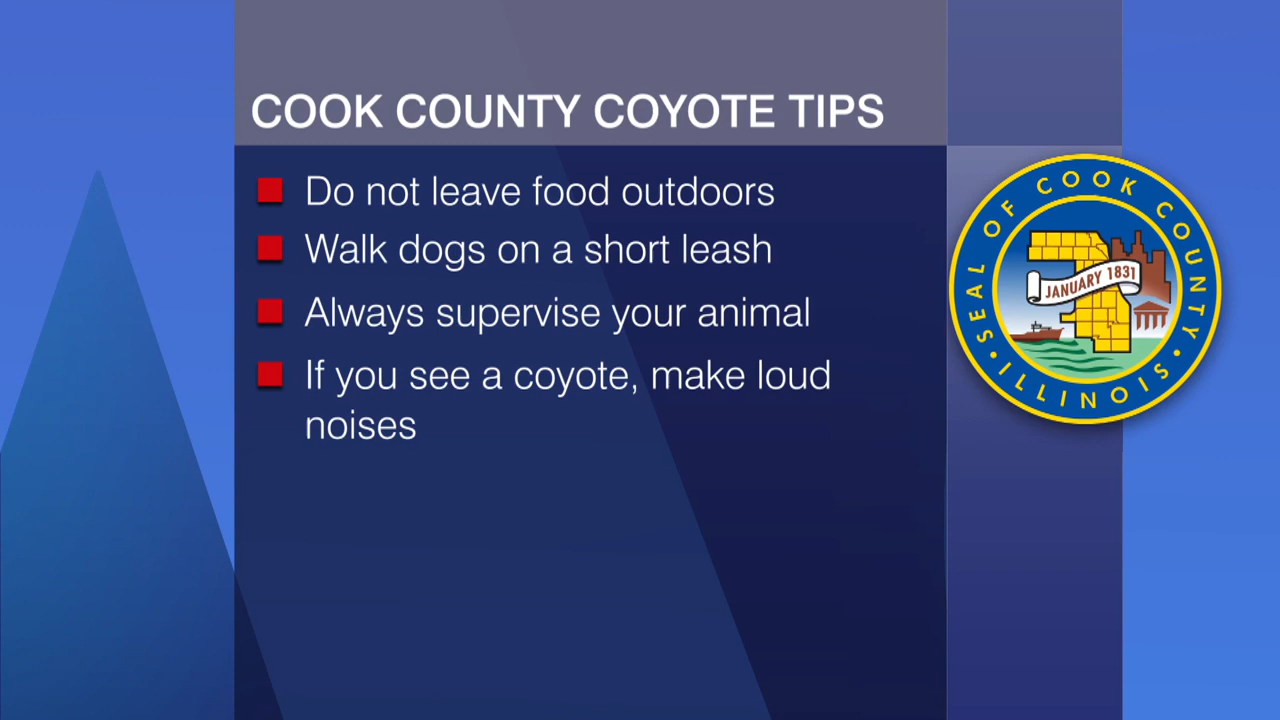 COOK COUNTY COYOTE TIPS
Do not leave food outdoors
Walk dogs on a short leash
Always supervise your animal
If you see a coyote, make loud
noises
SEAL OF COOK COUNTY • ILLINOIS •
JANUARY 1831